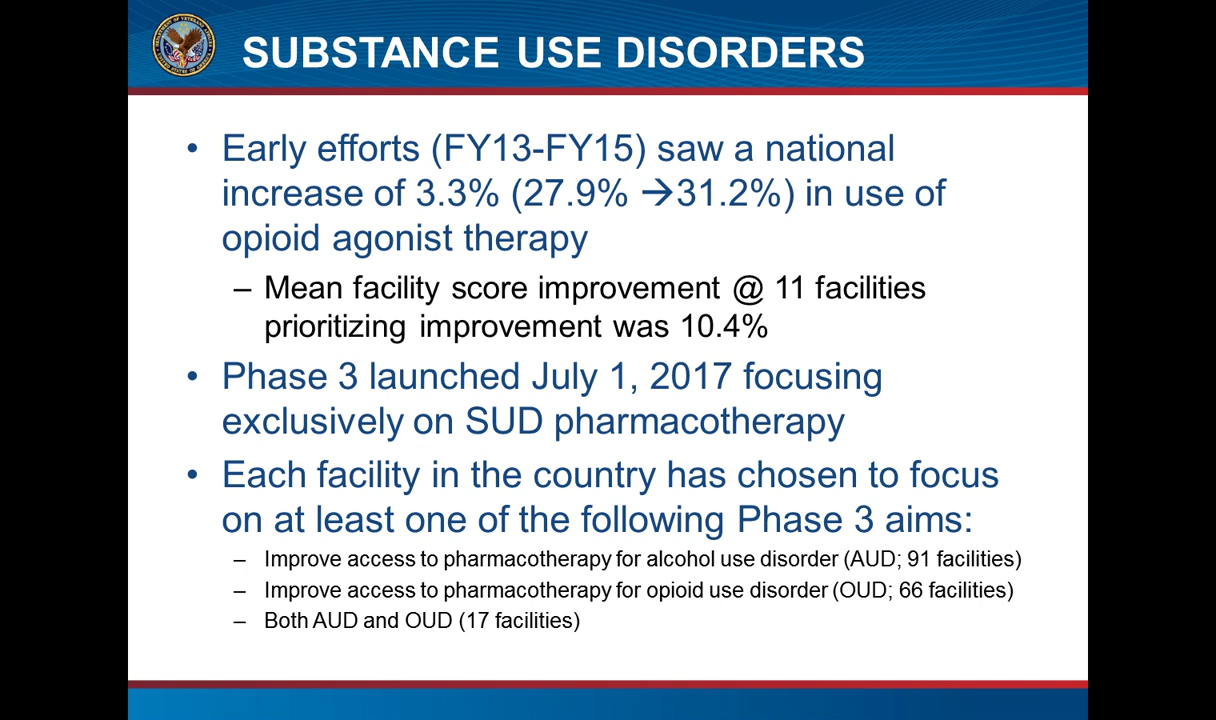 SUBSTANCE USE DISORDERS
• Early efforts (FY13-FY15) saw a national
increase of 3.3% (27.9% →31.2%) in use of
opioid agonist therapy
– Mean facility score improvement @ 11 facilities
prioritizing improvement was 10.4%
• Phase 3 launched July 1, 2017 focusing
exclusively on SUD pharmacotherapy
• Each facility in the country has chosen to focus
on at least one of the following Phase 3 aims:
– Improve access to pharmacotherapy for alcohol use disorder (AUD; 91 facilities)
– Improve access to pharmacotherapy for opioid use disorder (OUD; 66 facilities)
– Both AUD and OUD (17 facilities)